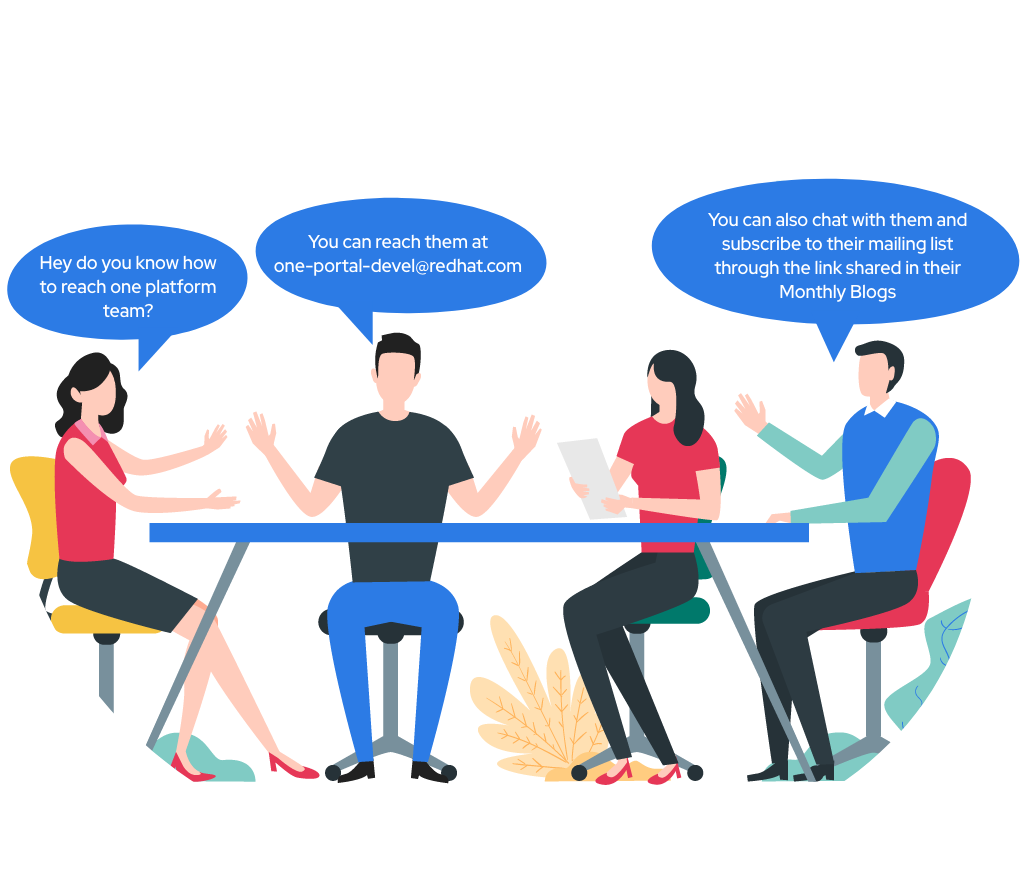 Hey do you know how
to reach one platform
team?
You can reach them at
one-portal-devel@redhat.com
You can also chat with them and
subscribe to their mailing list
through the link shared in their
Monthly Blogs